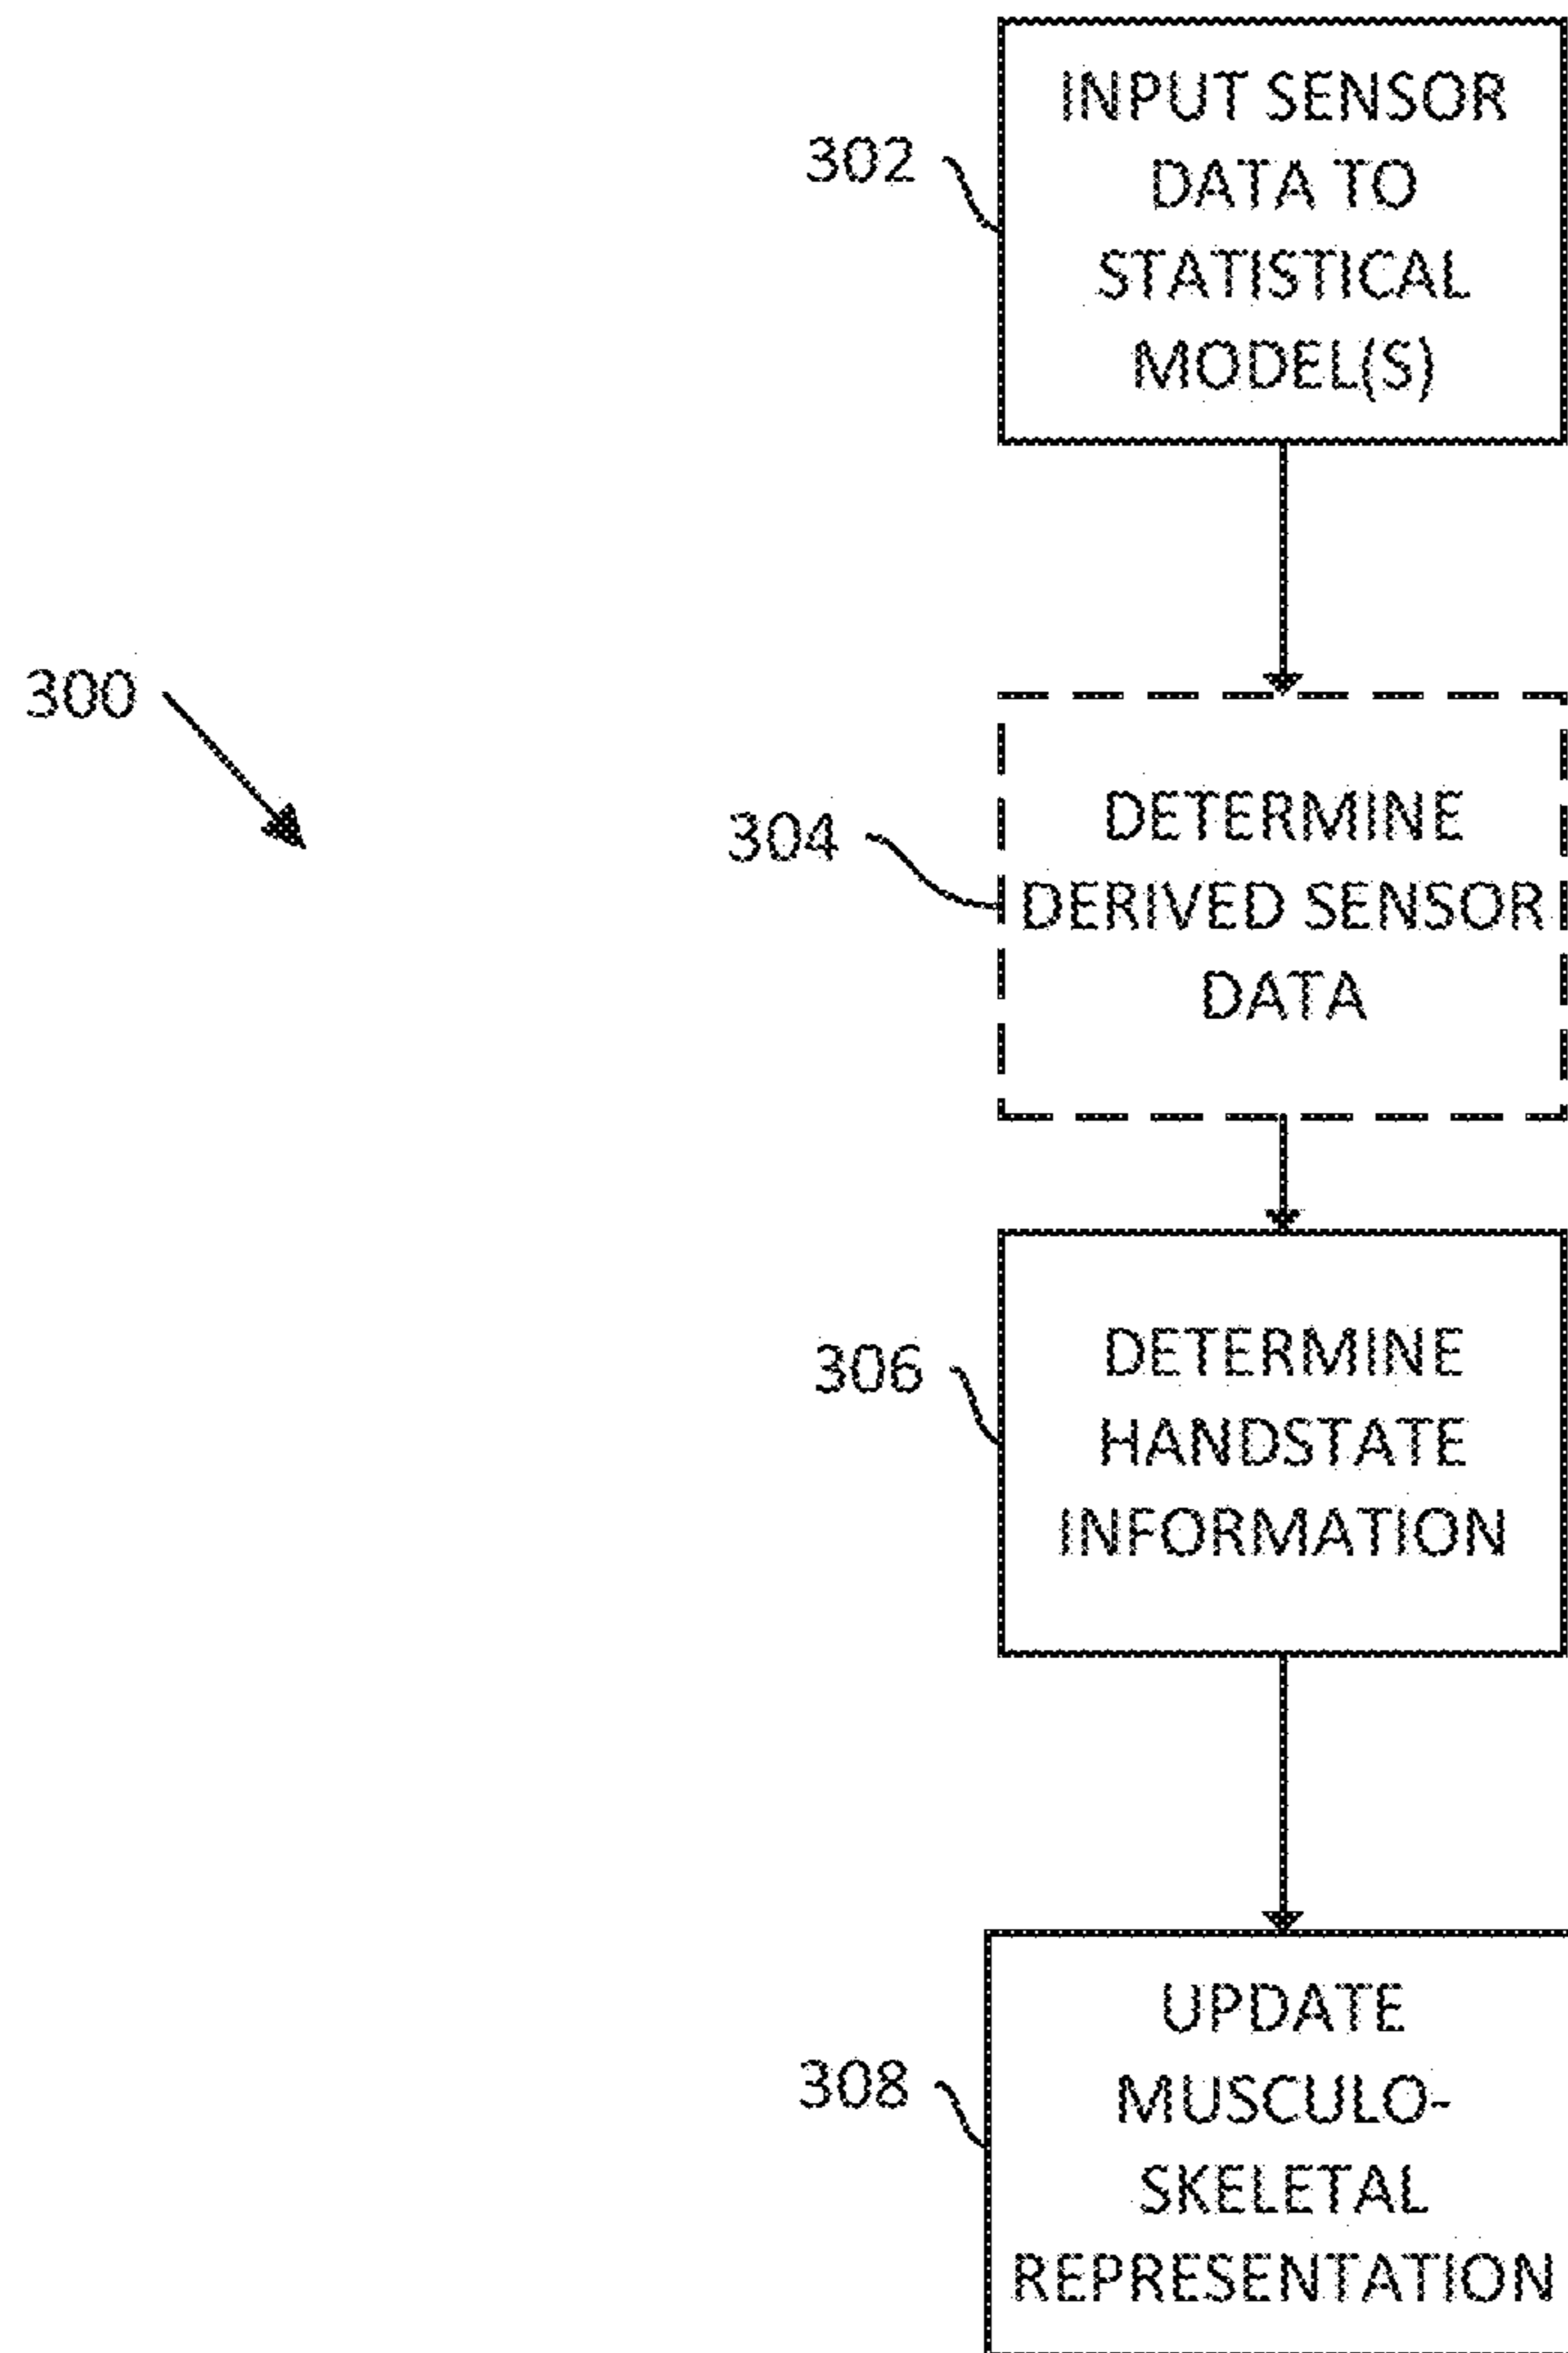 302
INPUT SENSOR
DATA TO
STATISTICAL
MODEL(S)
300
304
DETERMINE
DERIVED SENSOR
DATA
306
DETERMINE
HANDSTATE
INFORMATION
308
UPDATE
MUSCULO-
SKELETAL
REPRESENTATION